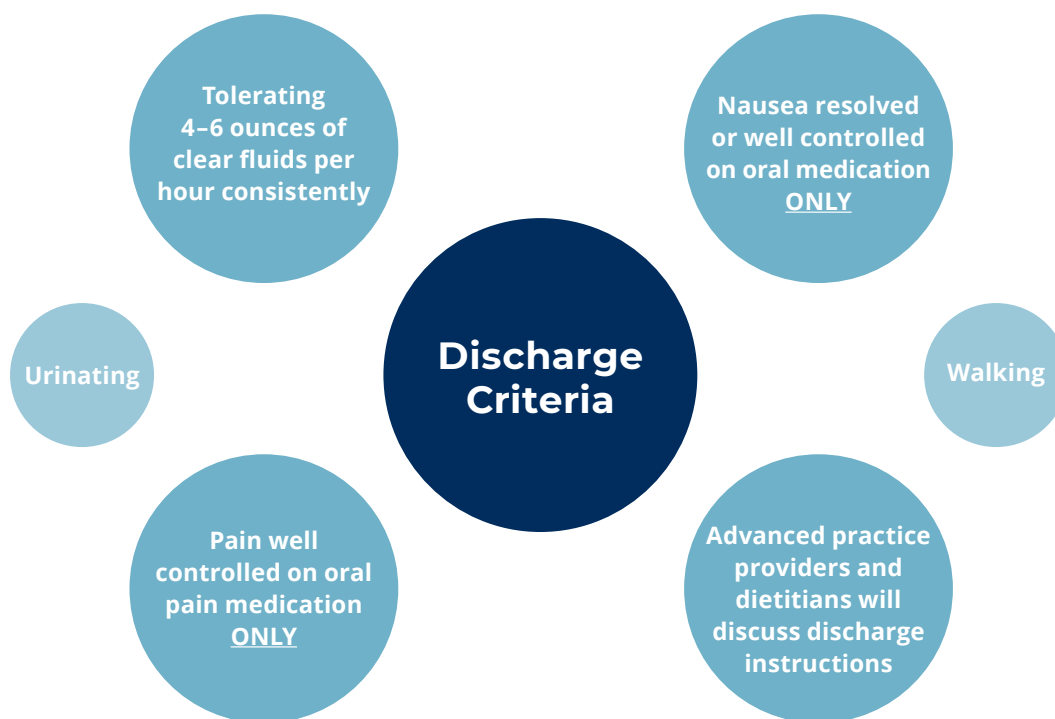 Tolerating
4–6 ounces of
clear fluids per
hour consistently
Nausea resolved
or well controlled
on oral medication
ONLY
Urinating
Discharge
Criteria
Walking
Pain well
controlled on oral
pain medication
ONLY
Advanced practice
providers and
dietitians will
discuss discharge
instructions